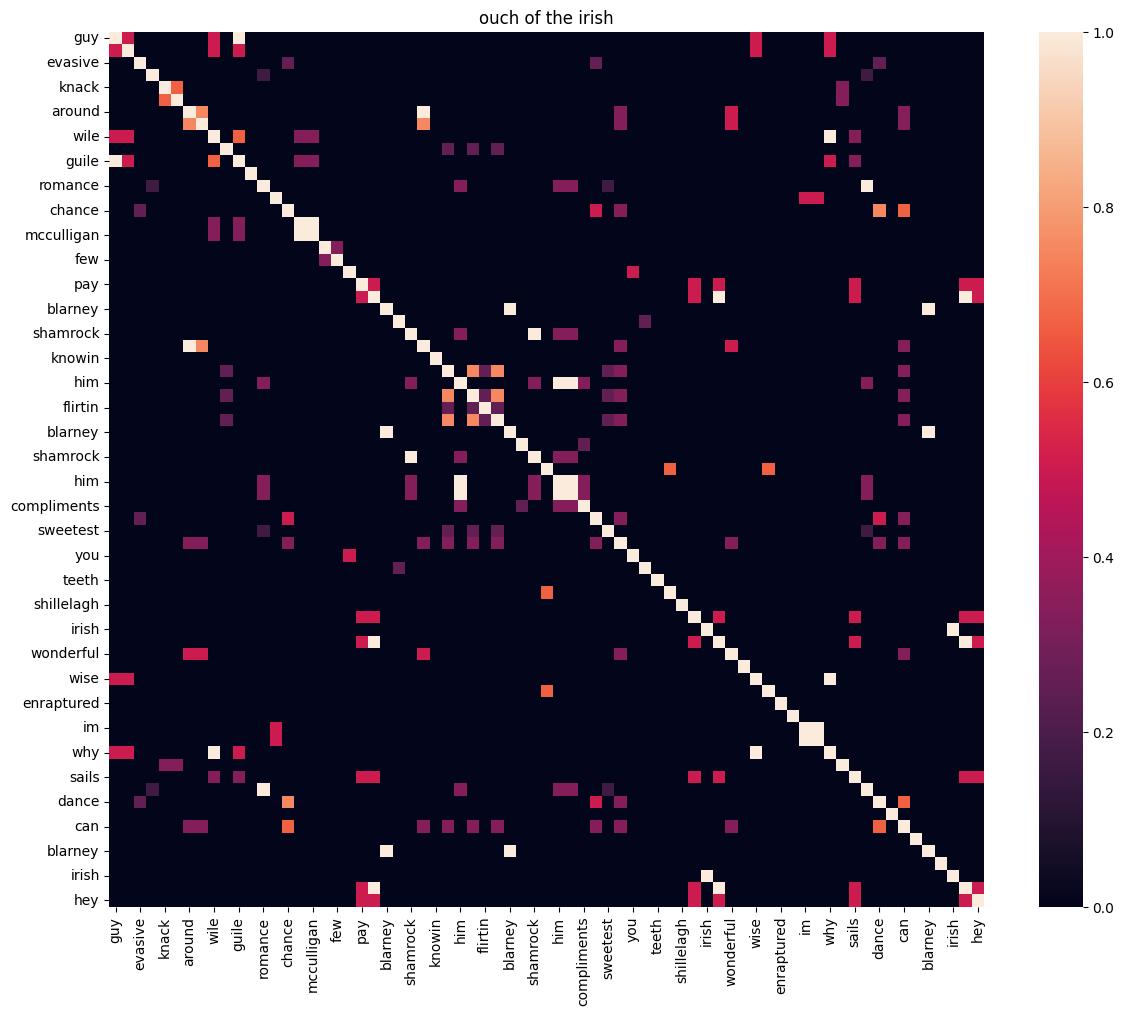 ouch of the irish
guy
evasive
knack
around
wile
guile
romance
chance
mcculligan
few
pay
blarney
shamrock
knowin
him
flirtin
blarney
shamrock
him
compliments
sweetest
you
teeth
shillelagh
irish
wonderful
wise
enraptured
im
why
sails
dance
can
blarney
irish
hey
1.0
0.8
0.6
0.4
0.2
0.0
guy
evasive
knack
around
wile
guile
romance
chance
mcculligan
few
pay
blarney
shamrock
knowin
him
flirtin
blarney
shamrock
him
compliments
sweetest
you
teeth
shillelagh
irish
wonderful
wise
enraptured
im
why
sails
dance
can
blarney
irish
hey